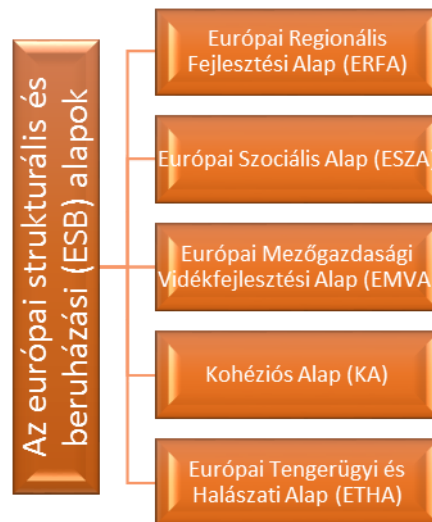 Az európai strukturális és
beruházási (ESB) alapok
Európai Regionális
Fejlesztési Alap (ERFA)
Európai Szociális Alap (ESZA)
Európai Mezőgazdasági
Vidékfejlesztési Alap (EMVA
Kohéziós Alap (KA)
Európai Tengerügyi és
Halászati Alap (ETHA)